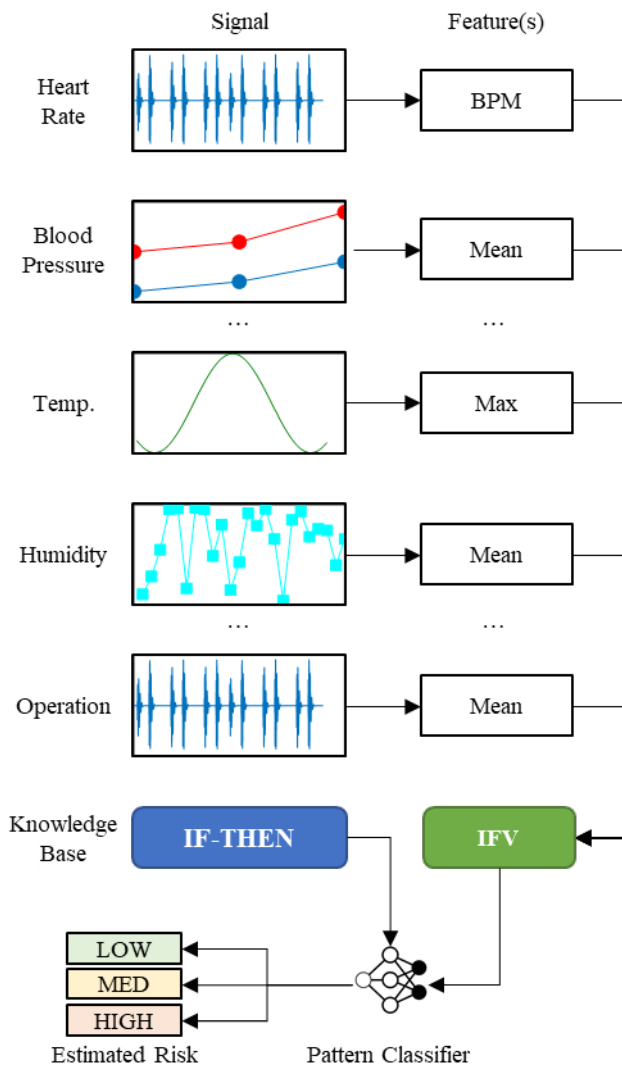 Signal
Feature(s)
Heart
Rate
BPM
Blood
Pressure
Mean
...
...
Temp.
Max
Humidity
Mean
...
...
Operation
Mean
Knowledge
Base
IF-THEN
IFV
LOW
MED
HIGH
Estimated Risk
Pattern Classifier